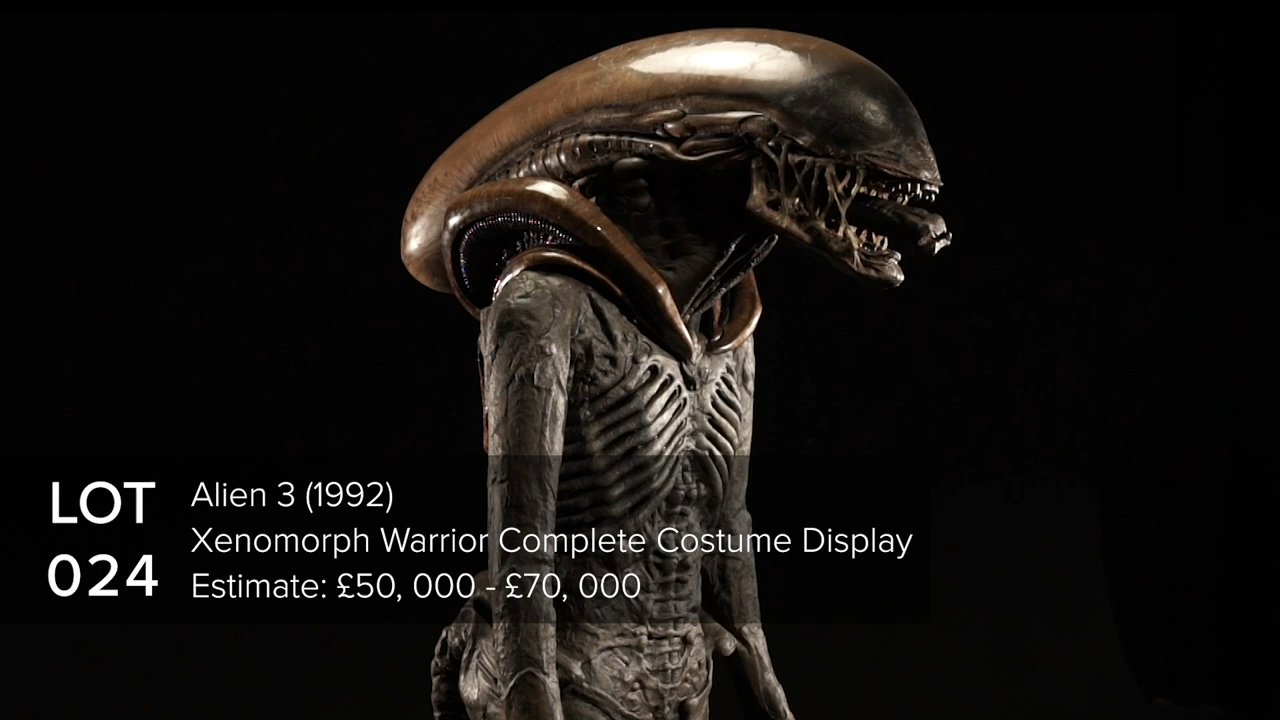 LOT
024
Alien 3 (1992)
Xenomorph Warrior Complete Costume Display
Estimate: £50, 000 - £70, 000